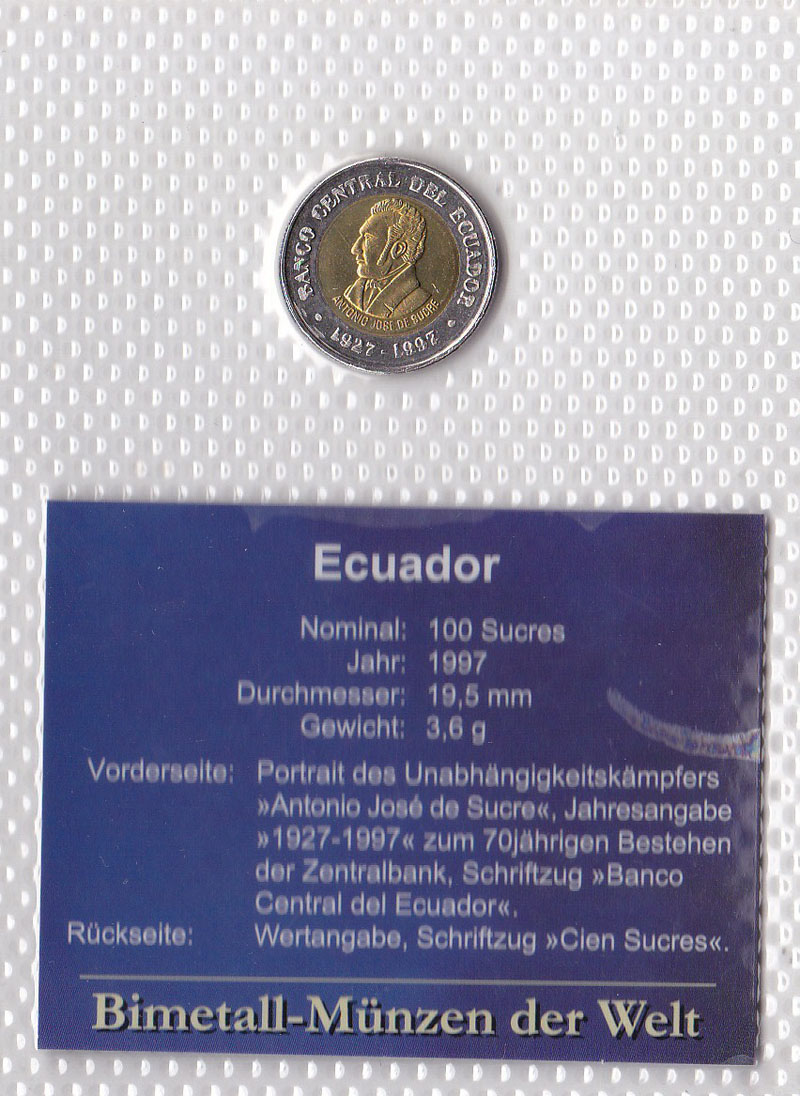 BANCO CENTRAL DEL ECUADOR
ANTONIO JOSE DE SUCRE
1927-1997
Ecuador
Nominal: 100 Sucres
Jahr: 1997
Durchmesser: 19,5 mm
Gewicht: 3,6 g
Vorderseite: Portrait des Unabhängigkeitskämpfers
»Antonio José de Sucre«, Jahresangabe
»1927-1997« zum 70jährigen Bestehen
der Zentralbank, Schriftzug »Banco
Central del Ecuador«.
Rückseite: Wertangabe, Schriftzug »Cien Sucres«.
Bimetall-Münzen der Welt